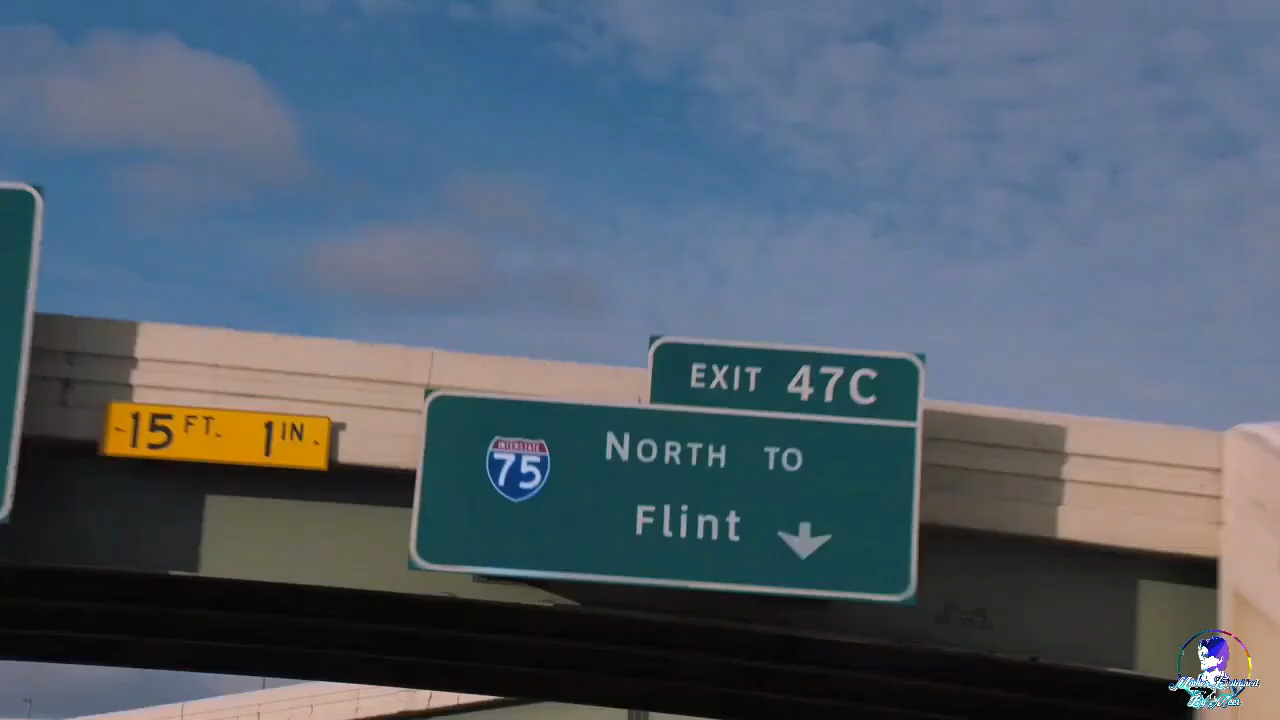 EXIT 47C
-15 FT. 1 IN.
INTERSTATE
75
NORTH TO
Flint